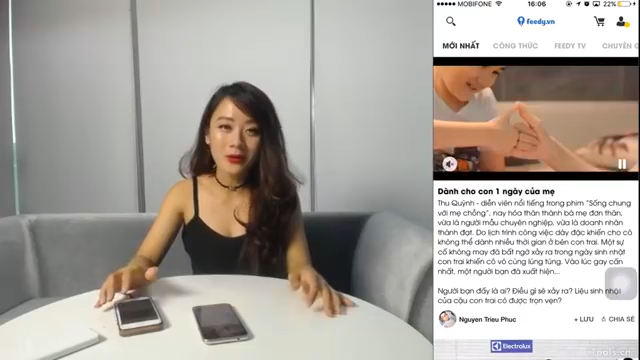 MOBIFONE 16:06 22%
feedy.vn
MỚI NHẤT CÔNG THỨC FEEDY TV CHUYÊN G
Dành cho con 1 ngày của mẹ
Thu Quỳnh - diễn viên nổi tiếng trong phim "Sống chung
với mẹ chồng", nay hóa thân thành bà mẹ đơn thân,
vừa là người mẫu chuyên nghiệp, vừa là doanh nhân
thành đạt. Do lịch trình công việc dày đặc khiến cho cô
không thể dành nhiều thời gian ở bên con trai. Một sự
cố không may đã bất ngờ xảy ra trong ngày sinh nhật
con trai khiến cô vô cùng lúng túng. Vào lúc gay cấn
nhất, một người bạn đã xuất hiện...
Người bạn đấy là ai? Điều gì sẽ xảy ra? Liệu sinh nhật
của cậu con trai có được trọn vẹn?
Nguyen Trieu Phuc + LƯU CHIA SẺ
Electrolux